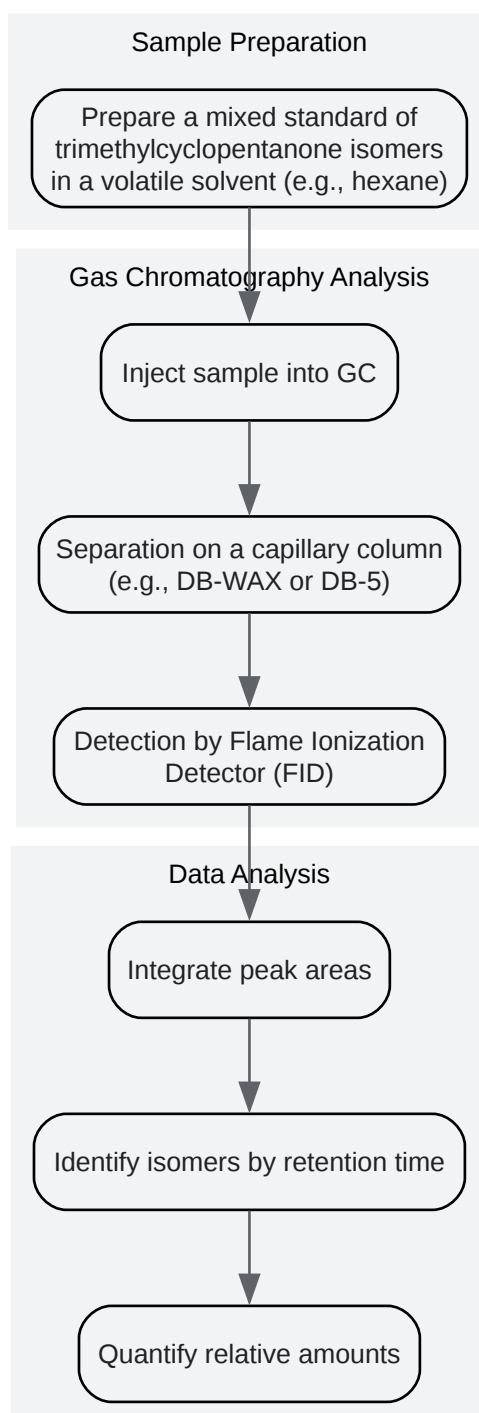 Sample Preparation
Prepare a mixed standard of
trimethylcyclopentanone isomers
in a volatile solvent (e.g., hexane)
Gas Chromatography Analysis
Inject sample into GC
Separation on a capillary column
(e.g., DB-WAX or DB-5)
Detection by Flame Ionization
Detector (FID)
Data Analysis
Integrate peak areas
Identify isomers by retention time
Quantify relative amounts